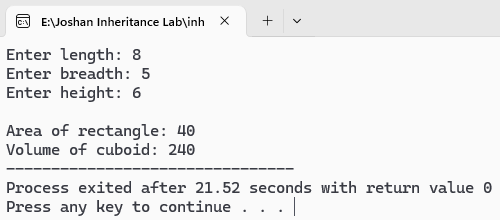 E:\Joshan Inheritance Lab\inh
Enter length: 8
Enter breadth: 5
Enter height: 6
Area of rectangle: 40
Volume of cuboid: 240
--------------------------------
Process exited after 21.52 seconds with return value 0
Press any key to continue . . .